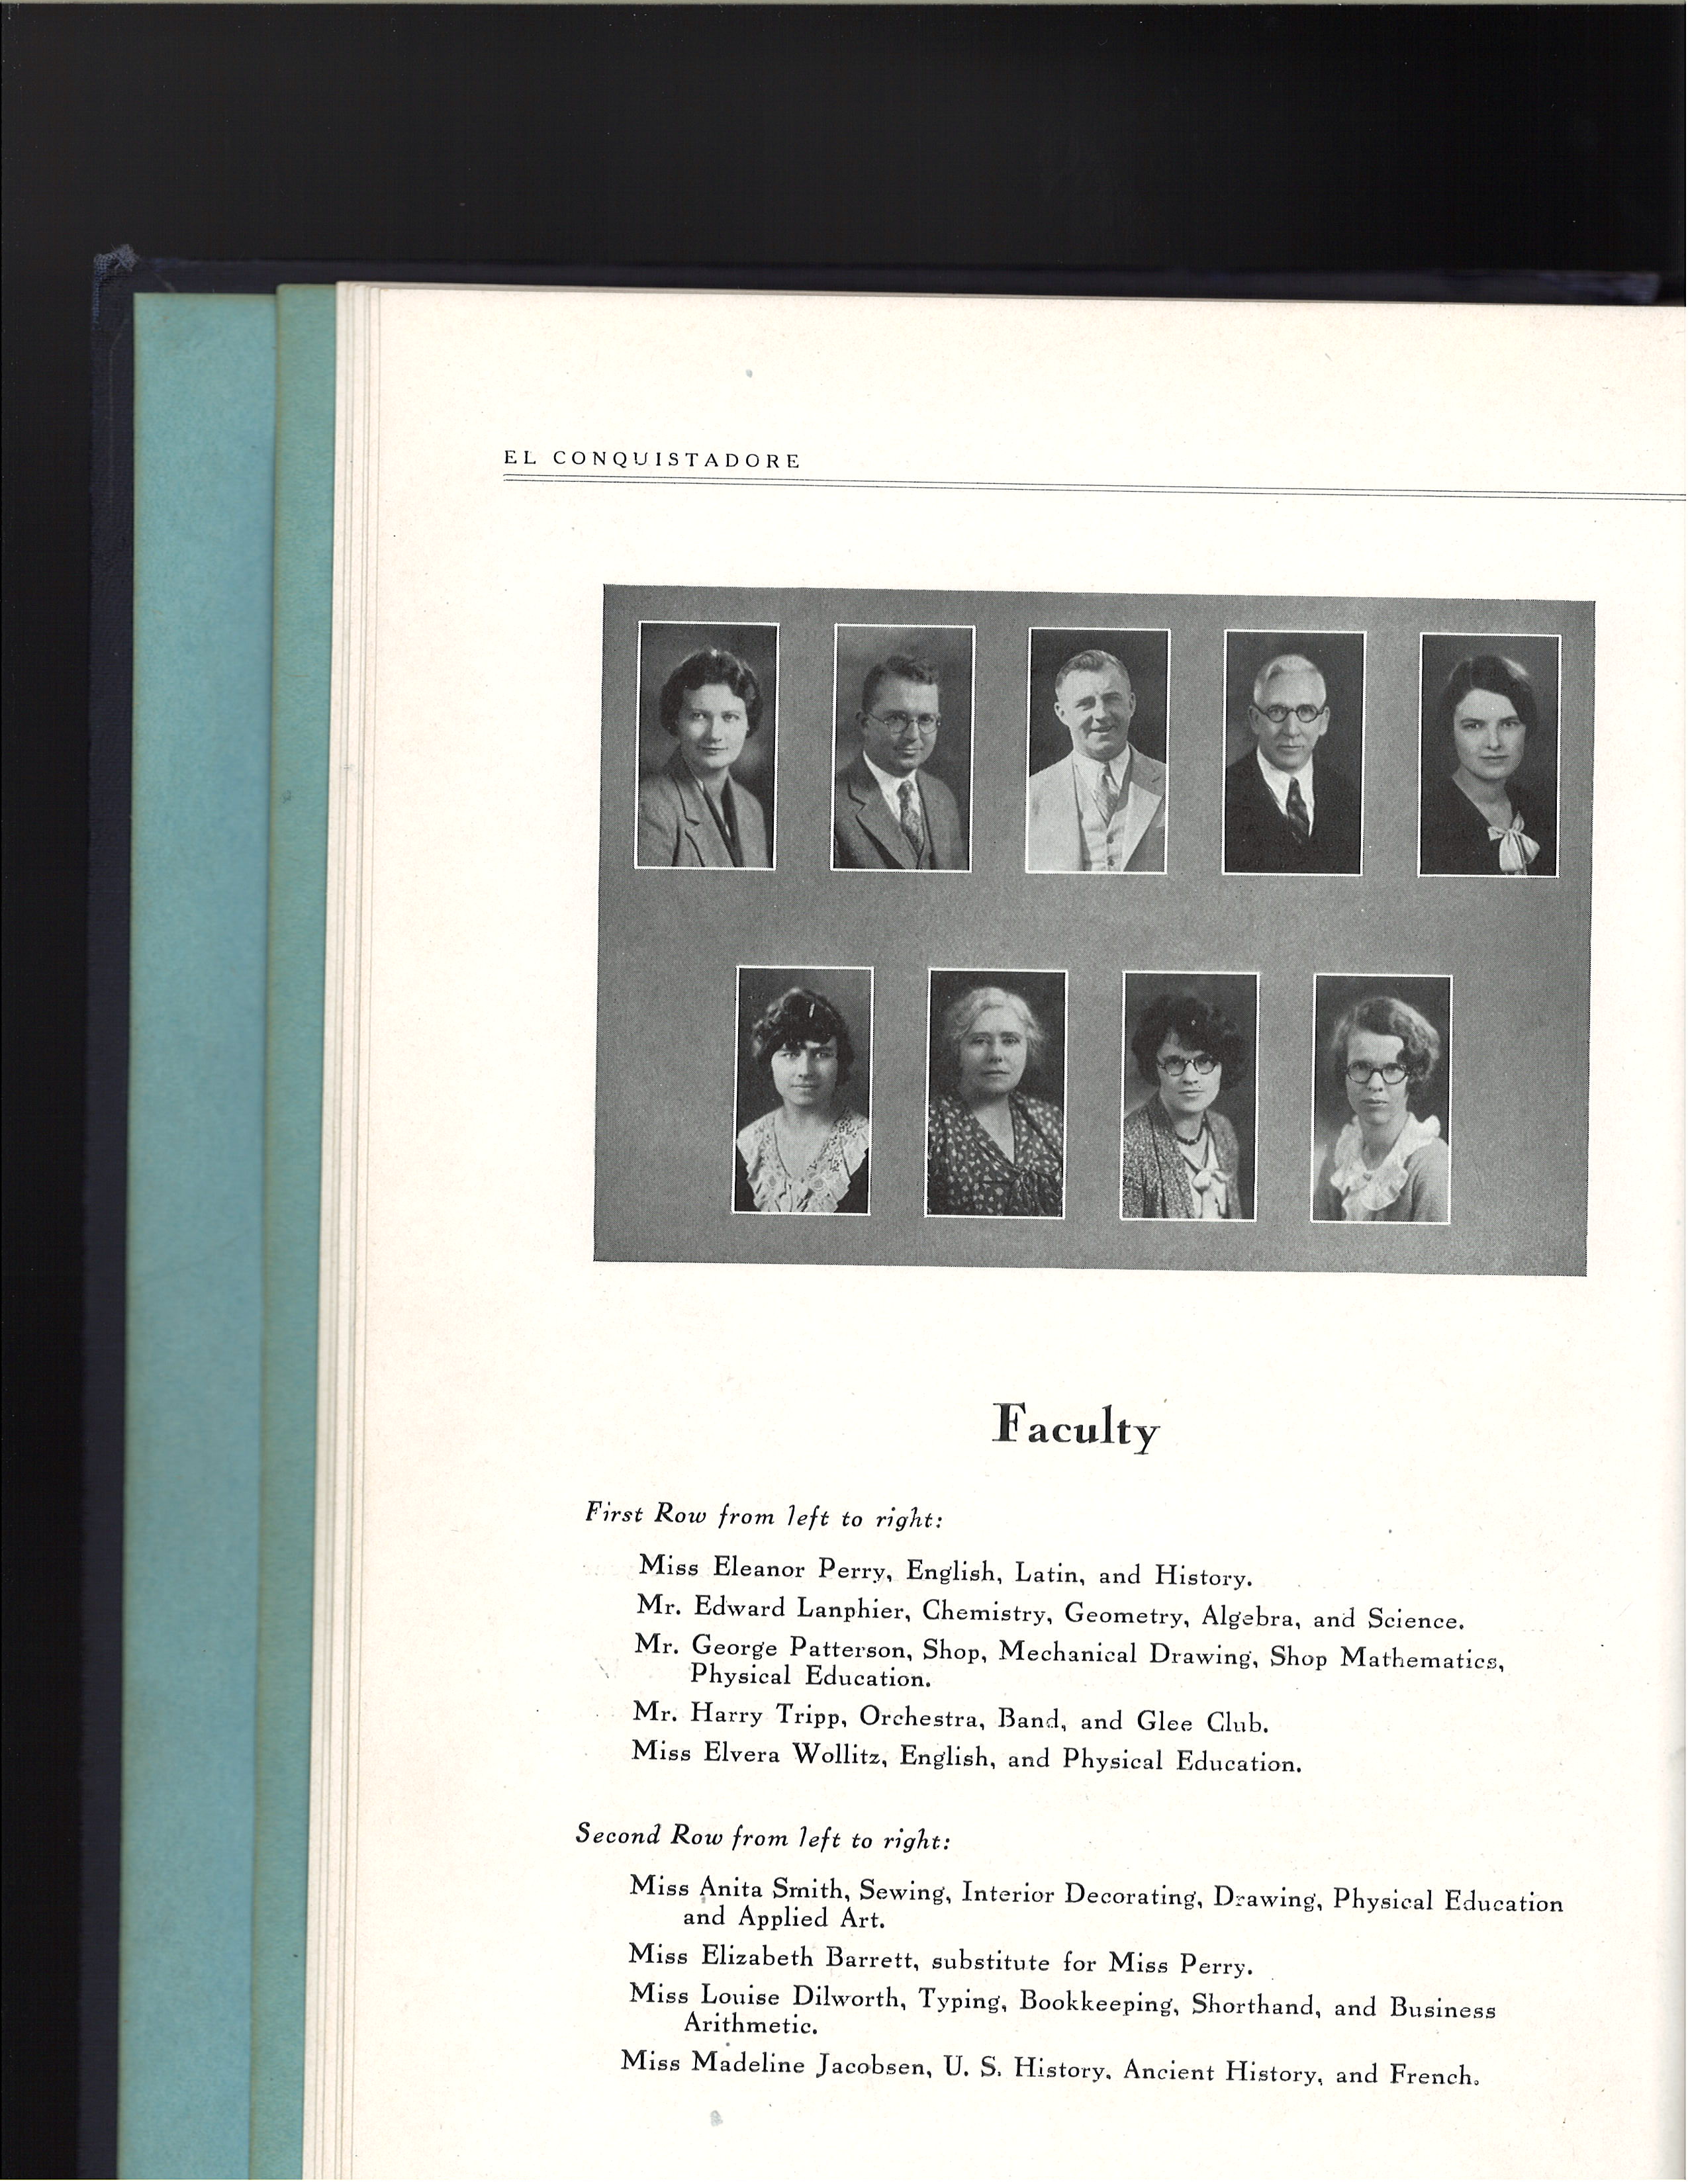 EL CONQUISTADORE
Faculty
First Row from left to right:
Miss Eleanor Perry, English, Latin, and History.
Mr. Edward Lanphier, Chemistry, Geometry, Algebra, and Science.
Mr. George Patterson, Shop, Mechanical Drawing, Shop Mathematics,
Physical Education.
Mr. Harry Tripp, Orchestra, Band, and Glee Club.
Miss Elvera Wollitz, English, and Physical Education.
Second Row from left to right:
Miss Anita Smith, Sewing, Interior Decorating, Drawing, Physical Education
and Applied Art.
Miss Elizabeth Barrett, substitute for Miss Perry.
Miss Louise Dilworth, Typing, Bookkeeping, Shorthand, and Business
Arithmetic.
Miss Madeline Jacobsen, U. S. History, Ancient History, and French.